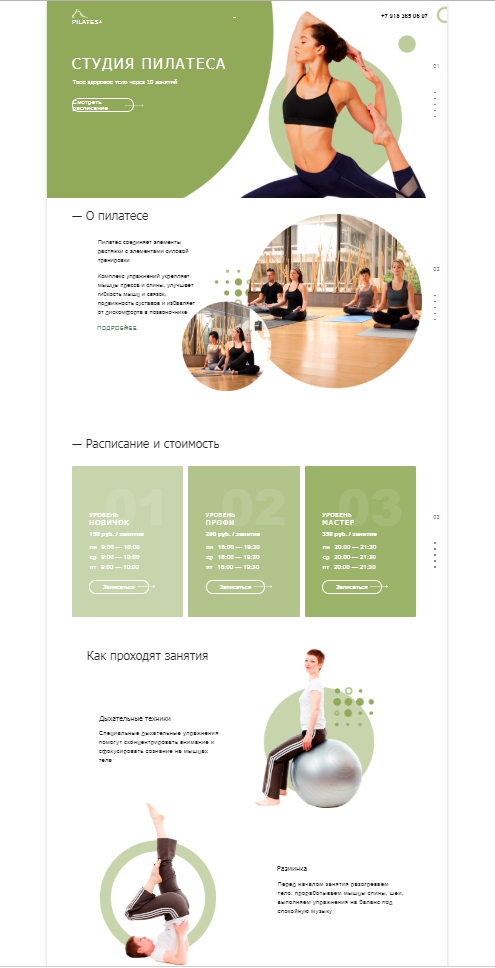 PILATES+
+7 918 385 06 07
СТУДИЯ ПИЛАТЕСА
Твое здоровое тело через 10 занятий
Смотреть
расписание
01
— О пилатесе
Пилатес соединяет элементы
растяжки с элементами силовой
тренировки
Комплекс упражнений укрепляет
мышцы пресса и спины, улучшает
гибкость мышц и связок,
подвижность суставов и избавляет
от дискомфорта в позвоночнике
ПОДРОБНЕЕ
02
— Расписание и стоимость
01
УРОВЕНЬ
НОВИЧОК
150 руб. / занятие
пн 9:00 — 10:00
ср 9:00 — 10:00
пт 9:00 — 10:00
Записаться
02
УРОВЕНЬ
ПРОФИ
250 руб. / занятие
пн 18:00 — 19:30
ср 18:00 — 19:30
пт 18:00 — 19:30
Записаться
03
УРОВЕНЬ
МАСТЕР
350 руб. / занятие
пн 20:00 — 21:30
ср 20:00 — 21:30
пт 20:00 — 21:30
Записаться
03
Как проходят занятия
Дыхательные техники
Специальные дыхательные упражнения
помогут сконцентрировать внимание и
сфокусировать сознание на мышцах
тела
Разминка
Перед началом занятия разогреваем
тело: прорабатываем мышцы спины, шеи,
выполняем упражнения на баланс под
спокойную музыку